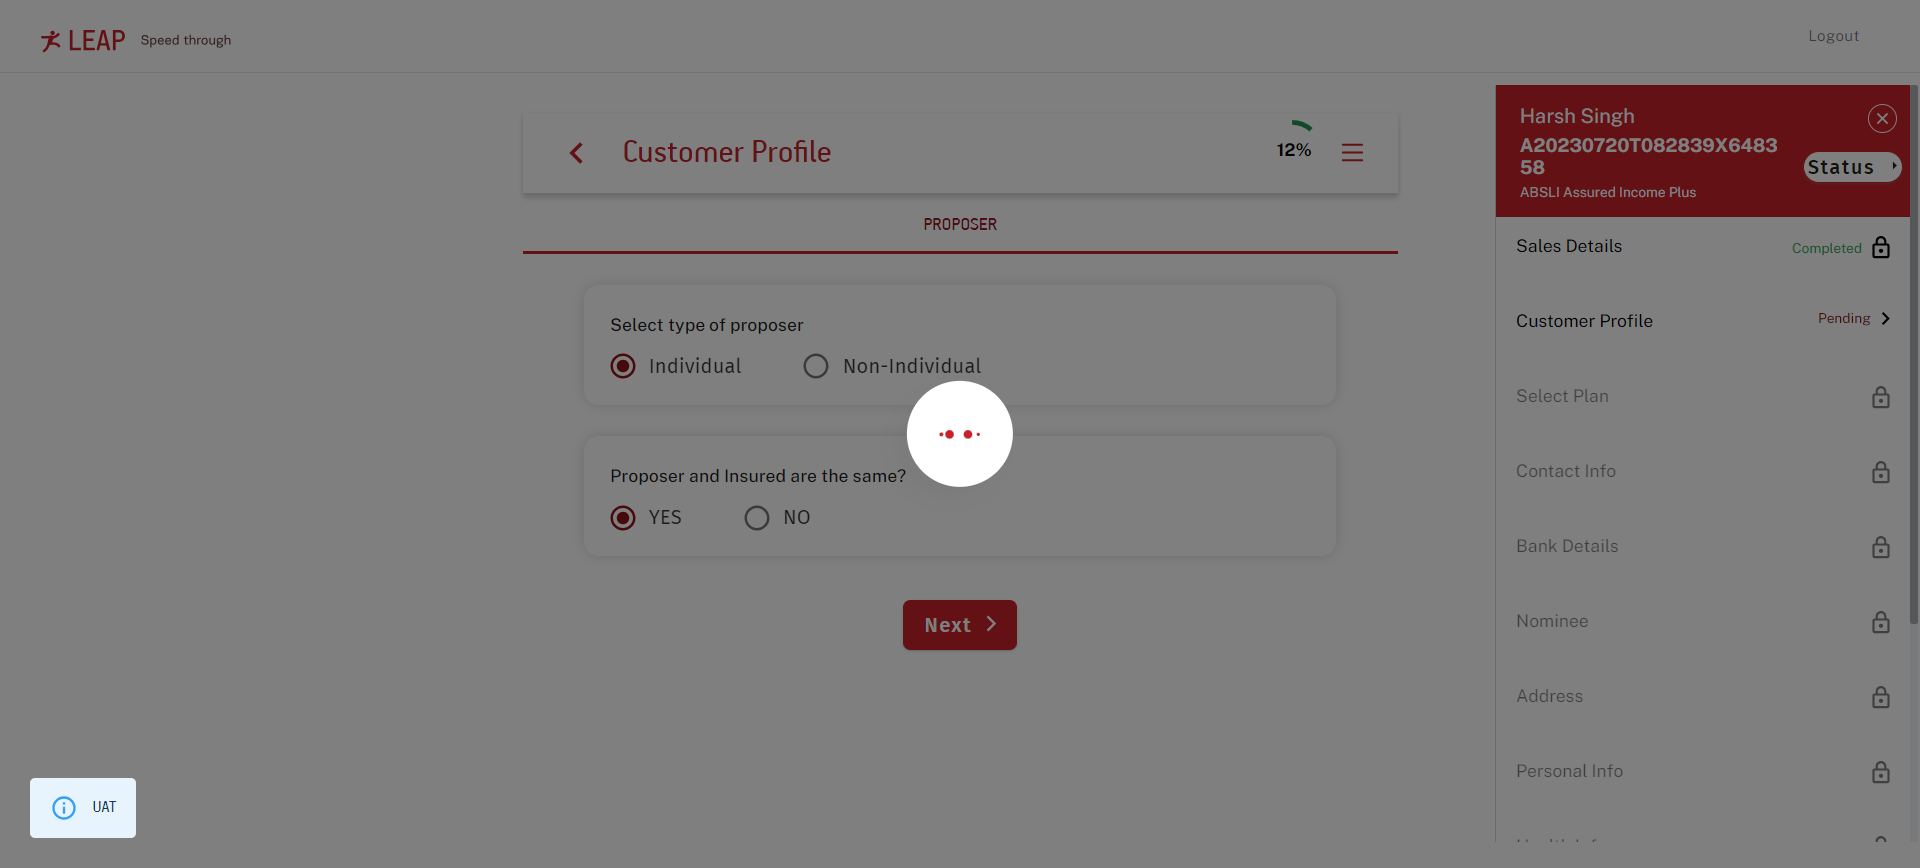 LEAP Speed through
Logout
Customer Profile
12%
PROPOSER
Select type of proposer
Individual
Non-Individual
Proposer and Insured are the same?
YES
NO
Next
Harsh Singh
A20230720T082839X6483
58
Status
ABSLI Assured Income Plus
Sales Details
Completed
Customer Profile
Pending
Select Plan
Contact Info
Bank Details
Nominee
Address
Personal Info
UAT